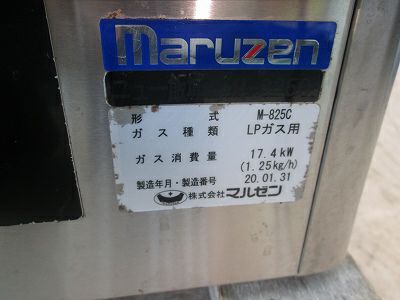 maruzen
形 式 M-825C
ガス種類 LPガス用
ガス消費量 17.4kW
(1.25kg/h)
製造年月・製造番号 20.01.31
株式会社マルゼン